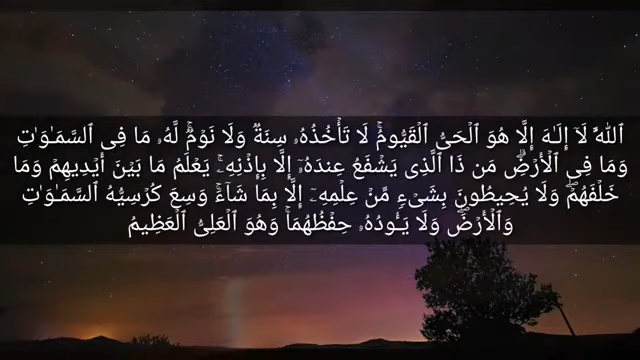 ٱللَّهُ لَآ إِلَـٰهَ إِلَّا هُوَ ٱلْحَىُّ ٱلْقَيُّومُۚ لَا تَأْخُذُهُۥ سِنَةٌ وَلَا نَوْمٌۚ لَّهُۥ مَا فِى ٱلسَّمَـٰوَٰتِ
وَمَا فِى ٱلْأَرْضِۗ مَن ذَا ٱلَّذِى يَشْفَعُ عِندَهُۥٓ إِلَّا بِإِذْنِهِۦۚ يَعْلَمُ مَا بَيْنَ أَيْدِيهِمْ وَمَا
خَلْفَهُمْۖ وَلَا يُحِيطُونَ بِشَىْءٍ مِّنْ عِلْمِهِۦٓ إِلَّا بِمَا شَآءَۚ وَسِعَ كُرْسِيُّهُ ٱلسَّمَـٰوَٰتِ
وَٱلْأَرْضَۖ وَلَا يَـُٔودُهُۥ حِفْظُهُمَاۚ وَهُوَ ٱلْعَلِىُّ ٱلْعَظِيمُ